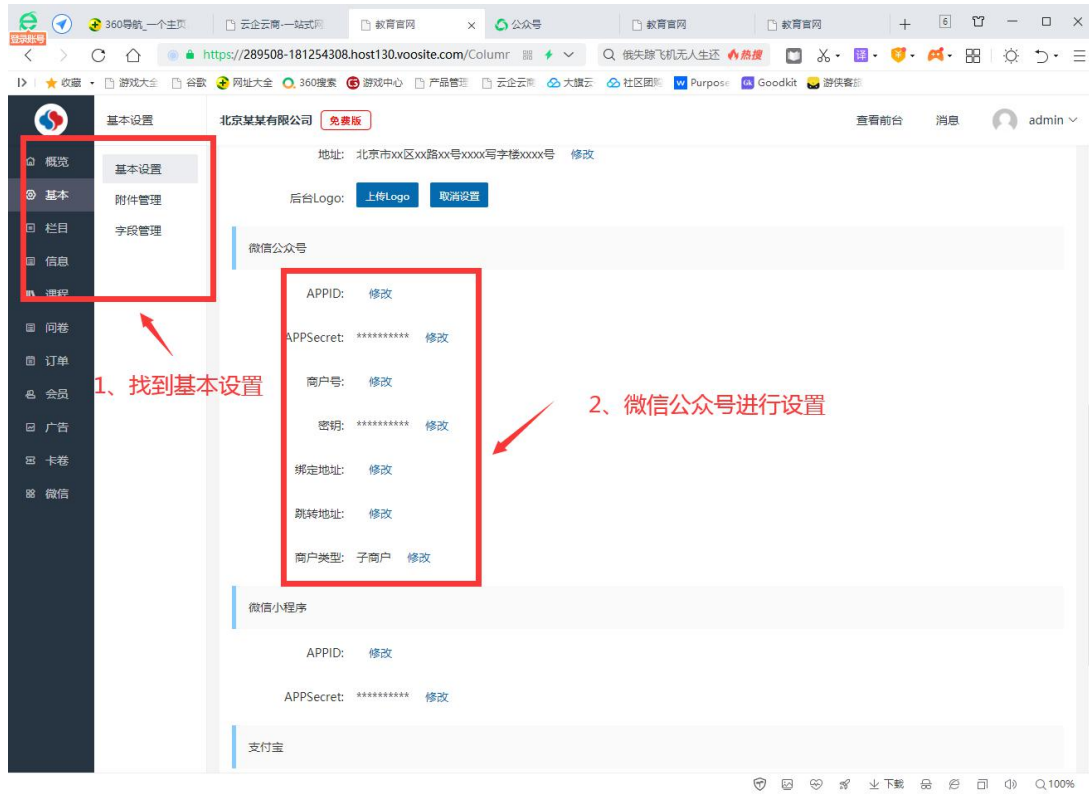 登录账号
360导航_一个主页
云企云商-一站式网
教育官网
公众号
教育官网
教育官网
6
https://289508-181254308.host130.voosite.com/Columr
俄失踪飞机无人生还
热搜
译
收藏
游戏大全
谷歌
网址大全
360搜索
游戏中心
产品管理
云企云商
大旗云
社区团购
Purpose
Goodkit
游侠客
基本设置
北京某某有限公司
免费版
查看前台
消息
admin
概览
基本
栏目
信息
课程
问卷
订单
会员
广告
卡卷
微信
基本设置
附件管理
字段管理
地址: 北京市xx区xx路xx号xxxx写字楼xxxx号 修改
后台Logo: 上传Logo 取消设置
微信公众号
APPID: 修改
APPSecret: ********** 修改
商户号: 修改
密钥: ********** 修改
绑定地址: 修改
跳转地址: 修改
商户类型: 子商户 修改
1、找到基本设置
2、微信公众号进行设置
微信小程序
APPID: 修改
APPSecret: ********** 修改
支付宝
下载
100%